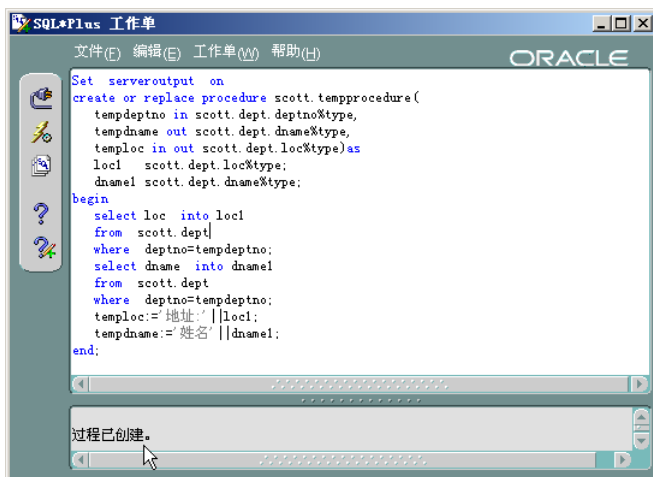 SQL*Plus 工作单
文件(F) 编辑(E) 工作单(W) 帮助(H)
ORACLE
Set serveroutput on
create or replace procedure scott.tempprocedure(
tempdeptno in scott.dept.deptno%type,
tempdname out scott.dept.dname%type,
temploc in out scott.dept.loc%type)as
loc1 scott.dept.loc%type;
dname1 scott.dept.dname%type;
begin
select loc into loc1
from scott.dept
where deptno=tempdeptno;
select dname into dname1
from scott.dept
where deptno=tempdeptno;
temploc:='地址:'||loc1;
tempdname:='姓名'||dname1;
end;
过程已创建。